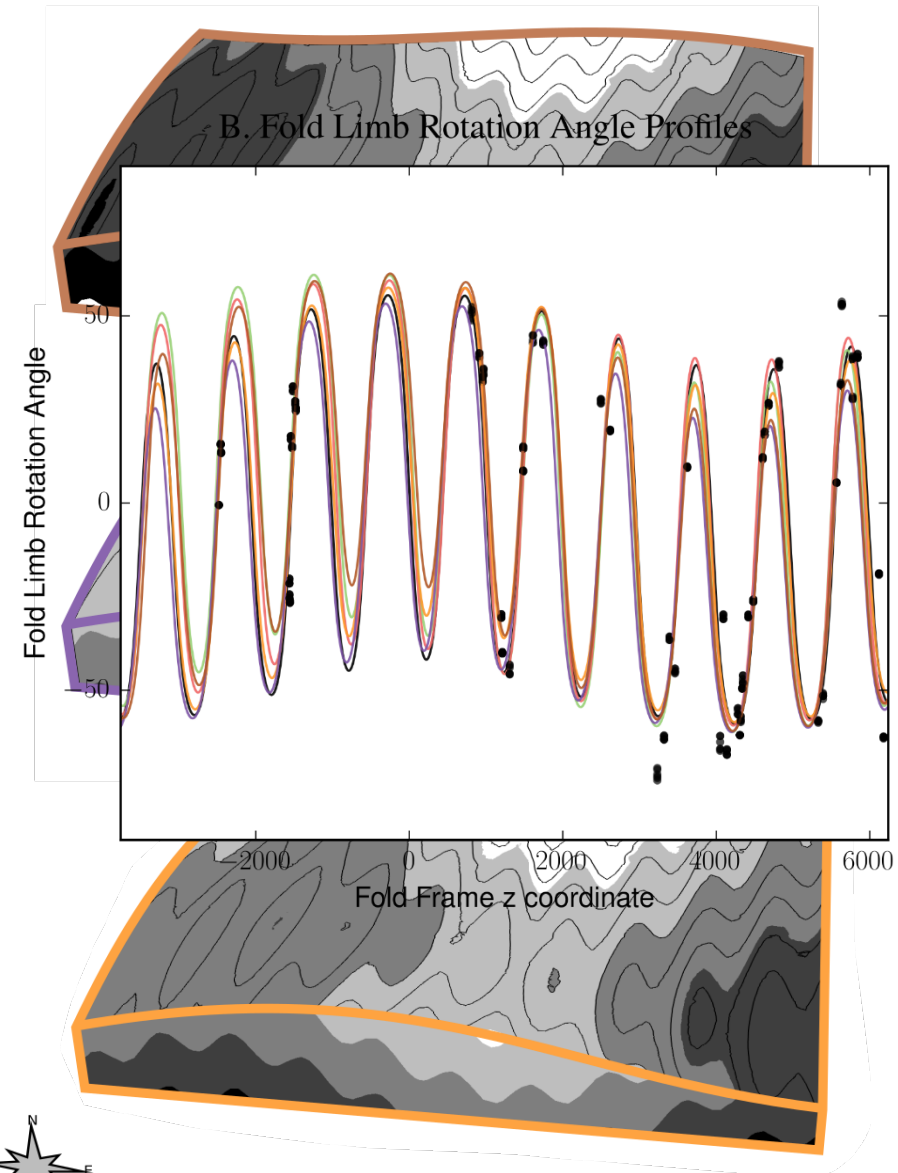 B. Fold Limb Rotation Angle Profiles
50
0
−50
Fold Limb Rotation Angle
−2000
0
2000
4000
6000
Fold Frame z coordinate
N
E